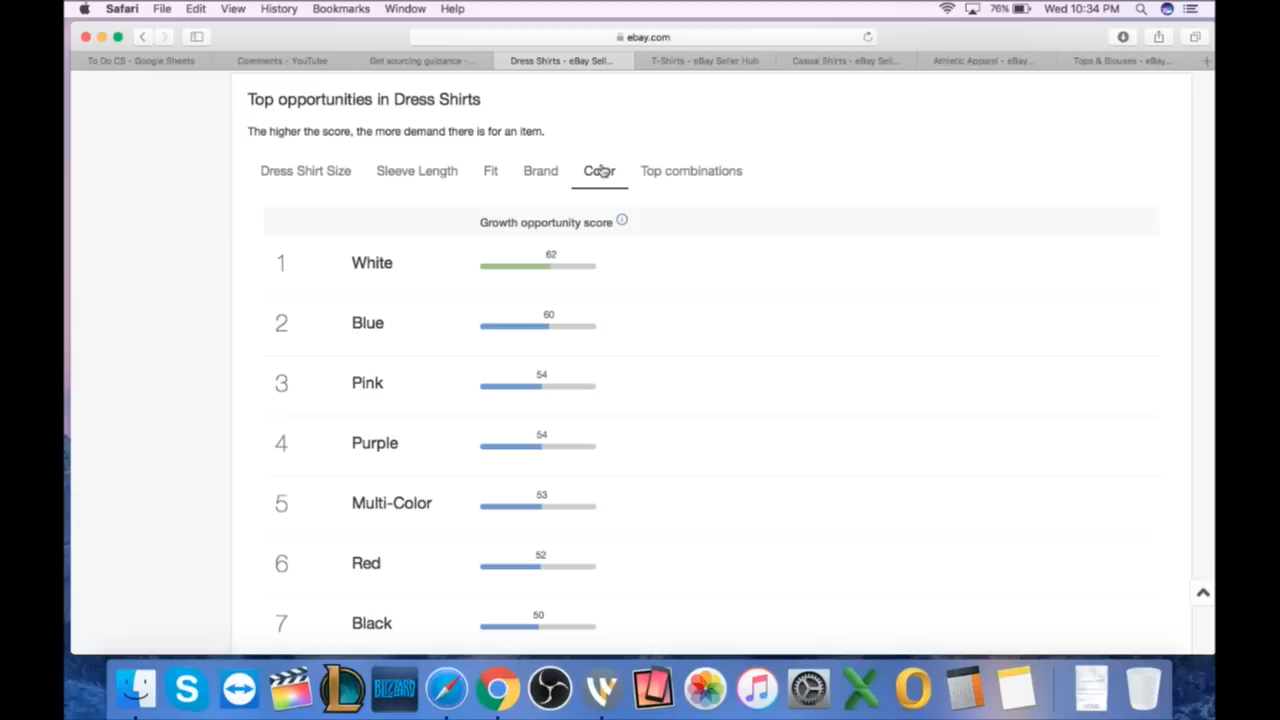 Safari File Edit View History Bookmarks Window Help 76% Wed 10:34 PM
ebay.com
To Do CS - Google Sheets Comments - YouTube Get sourcing guidance -... Dress Shirts - eBay Sell... T-Shirts - eBay Seller Hub Casual Shirts - eBay Sel... Athletic Apparel - eBay... Tops & Blouses - eBay...
Top opportunities in Dress Shirts
The higher the score, the more demand there is for an item.
Dress Shirt Size Sleeve Length Fit Brand Color Top combinations
Growth opportunity score
1 White 62
2 Blue 60
3 Pink 54
4 Purple 54
5 Multi-Color 53
6 Red 52
7 Black 50
BLIZZARD